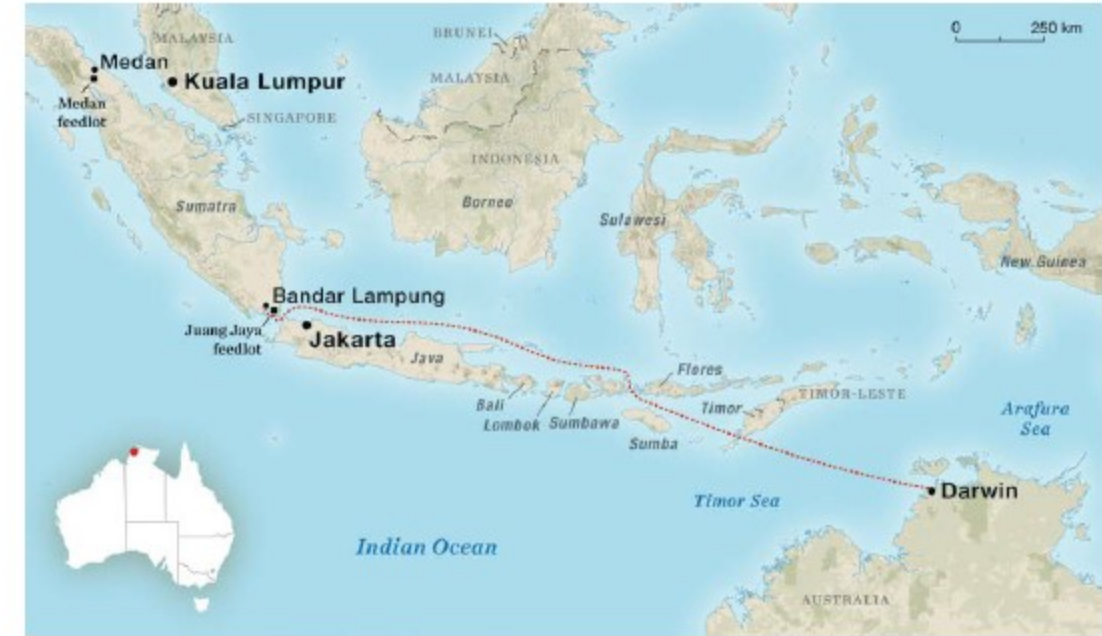 0 250 km
MALAYSIA
BRUNEI
Medan
Kuala Lumpur
MALAYSIA
Medan
feedlot
SINGAPORE
INDONESIA
Sumatra
Borneo
Sulawesi
New Guinea
Bandar Lampung
Juang Jaya
feedlot
Jakarta
Java
Flores
Bali
Lombok
Sumbawa
Timor
TIMOR-LESTE
Sumba
Arafura
Sea
Timor Sea
Darwin
Indian Ocean
AUSTRALIA